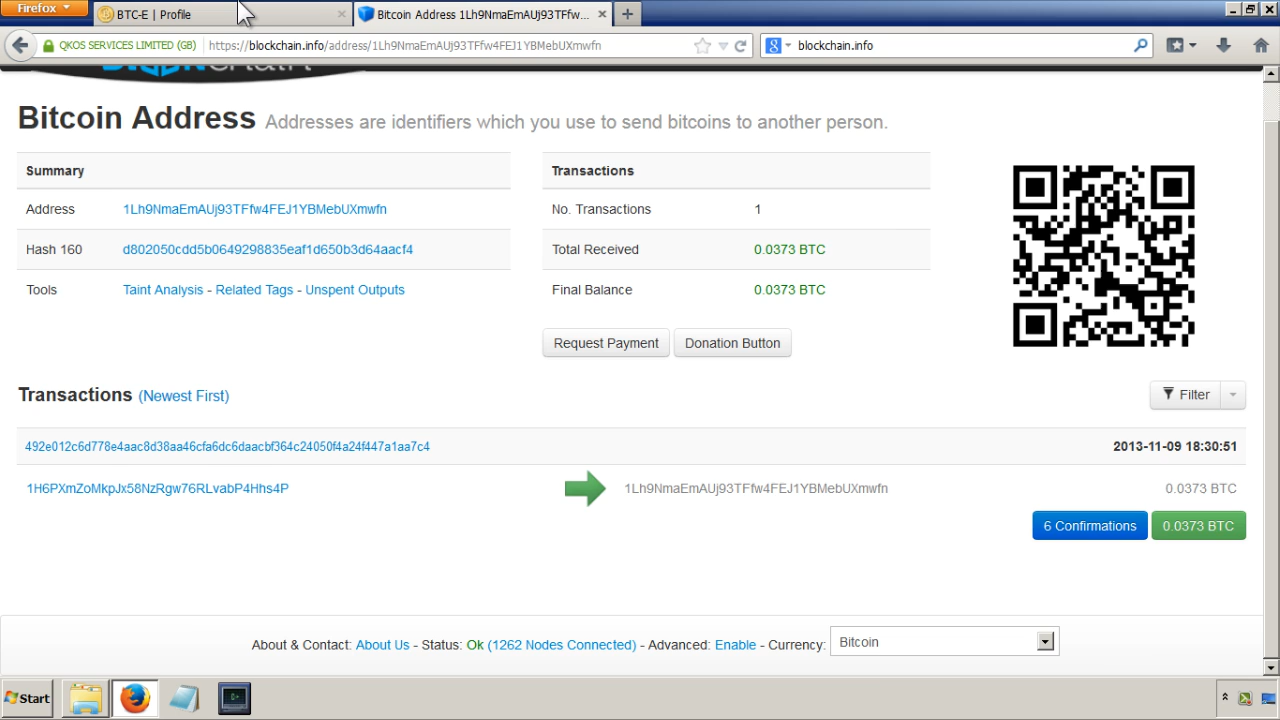 Firefox
BTC-E | Profile
Bitcoin Address 1Lh9NmaEmAUj93TFfw...
QKOS SERVICES LIMITED (GB)
https://blockchain.info/address/1Lh9NmaEmAUj93TFfw4FEJ1YBMebUXmwfn
blockchain.info
Bitcoin Address Addresses are identifiers which you use to send bitcoins to another person.
Summary
Address 1Lh9NmaEmAUj93TFfw4FEJ1YBMebUXmwfn
Hash 160 d802050cdd5b0649298835eaf1d650b3d64aacf4
Tools Taint Analysis - Related Tags - Unspent Outputs
Transactions
No. Transactions 1
Total Received 0.0373 BTC
Final Balance 0.0373 BTC
Request Payment Donation Button
Transactions (Newest First)
Filter
492e012c6d778e4aac8d38aa46cfa6dc6daacbf364c24050f4a24f447a1aa7c4 2013-11-09 18:30:51
1H6PXmZoMkpJx58NzRgw76RLvabP4Hhs4P 1Lh9NmaEmAUj93TFfw4FEJ1YBMebUXmwfn 0.0373 BTC
6 Confirmations 0.0373 BTC
About & Contact: About Us - Status: Ok (1262 Nodes Connected) - Advanced: Enable - Currency: Bitcoin
Start